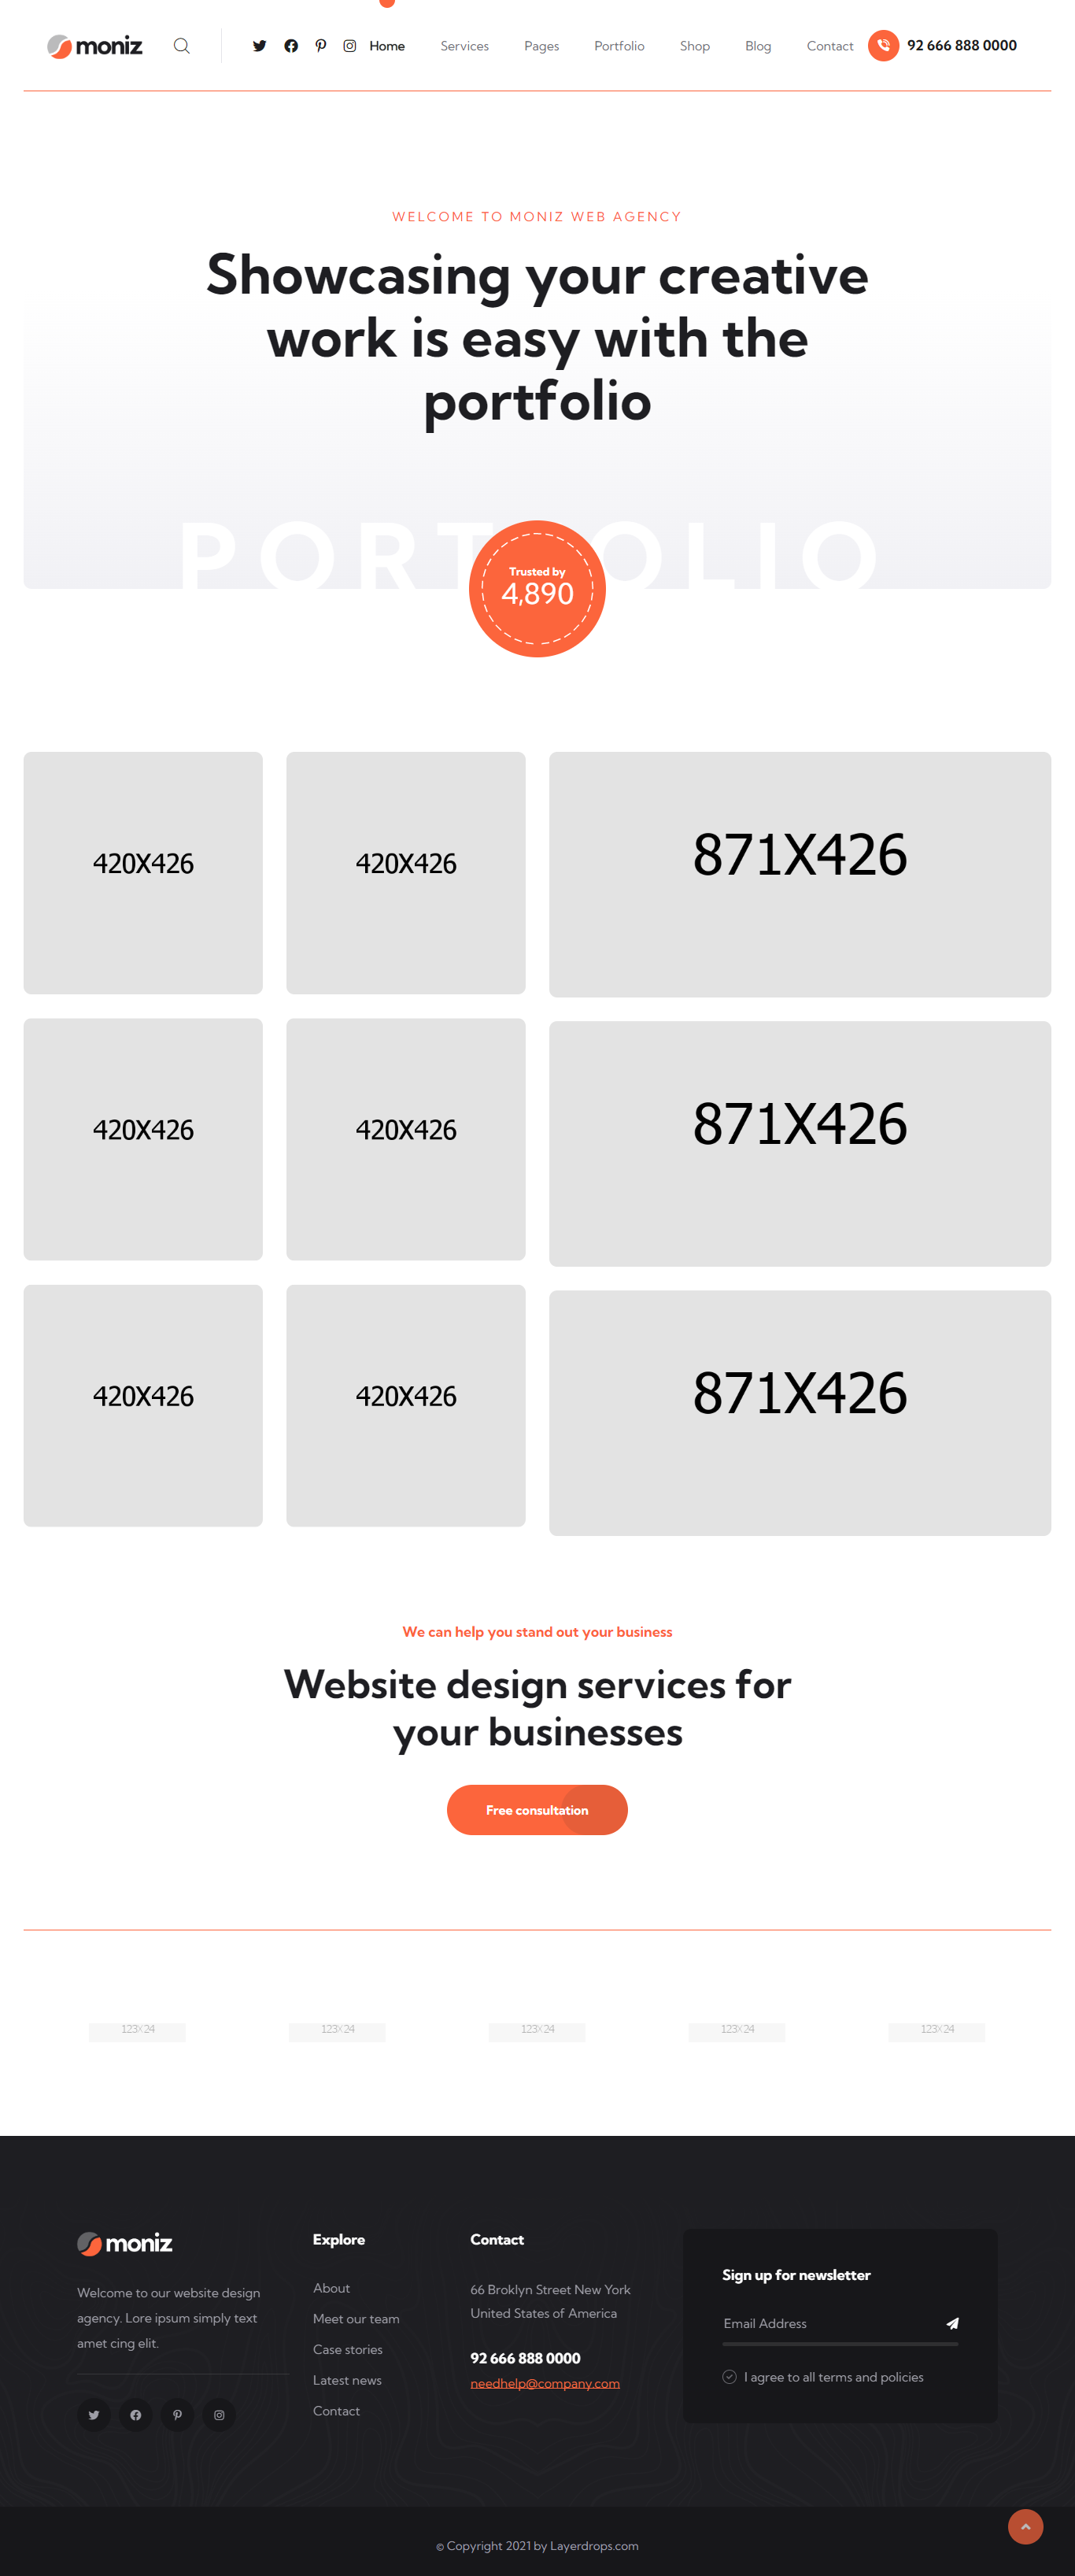 moniz
Home Services Pages Portfolio Shop Blog Contact 92 666 888 0000
WELCOME TO MONIZ WEB AGENCY
Showcasing your creative
work is easy with the
portfolio
Trusted by
4,890
420X426 420X426 871X426
420X426 420X426 871X426
420X426 420X426 871X426
We can help you stand out your business
Website design services for
your businesses
Free consultation
123X24 123X24 123X24 123X24 123X24
moniz
Welcome to our website design
agency. Lore ipsum simply text
amet cing elit.
Explore
About
Meet our team
Case stories
Latest news
Contact
Contact
66 Broklyn Street New York
United States of America
92 666 888 0000
needhelp@company.com
Sign up for newsletter
Email Address
I agree to all terms and policies
© Copyright 2021 by Layerdrops.com